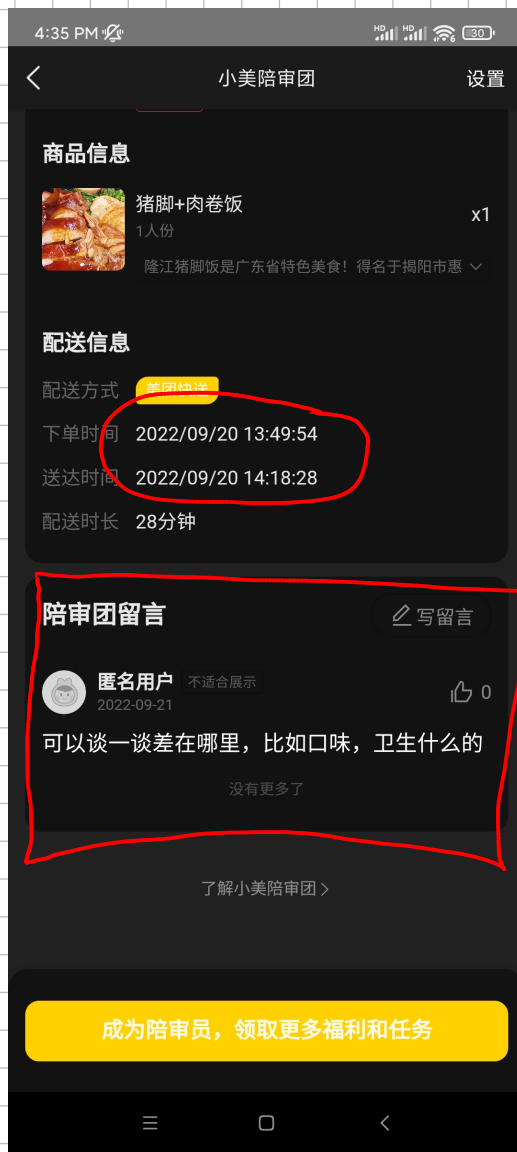 4:35 PM
HD HD 6 30
小美陪审团 设置
商品信息
猪脚+肉卷饭 x1
1人份
隆江猪脚饭是广东省特色美食！得名于揭阳市惠
配送信息
配送方式 美团快送
下单时间 2022/09/20 13:49:54
送达时间 2022/09/20 14:18:28
配送时长 28分钟
陪审团留言 写留言
匿名用户 不适合展示 0
2022-09-21
可以谈一谈差在哪里，比如口味，卫生什么的
没有更多了
了解小美陪审团
成为陪审员，领取更多福利和任务